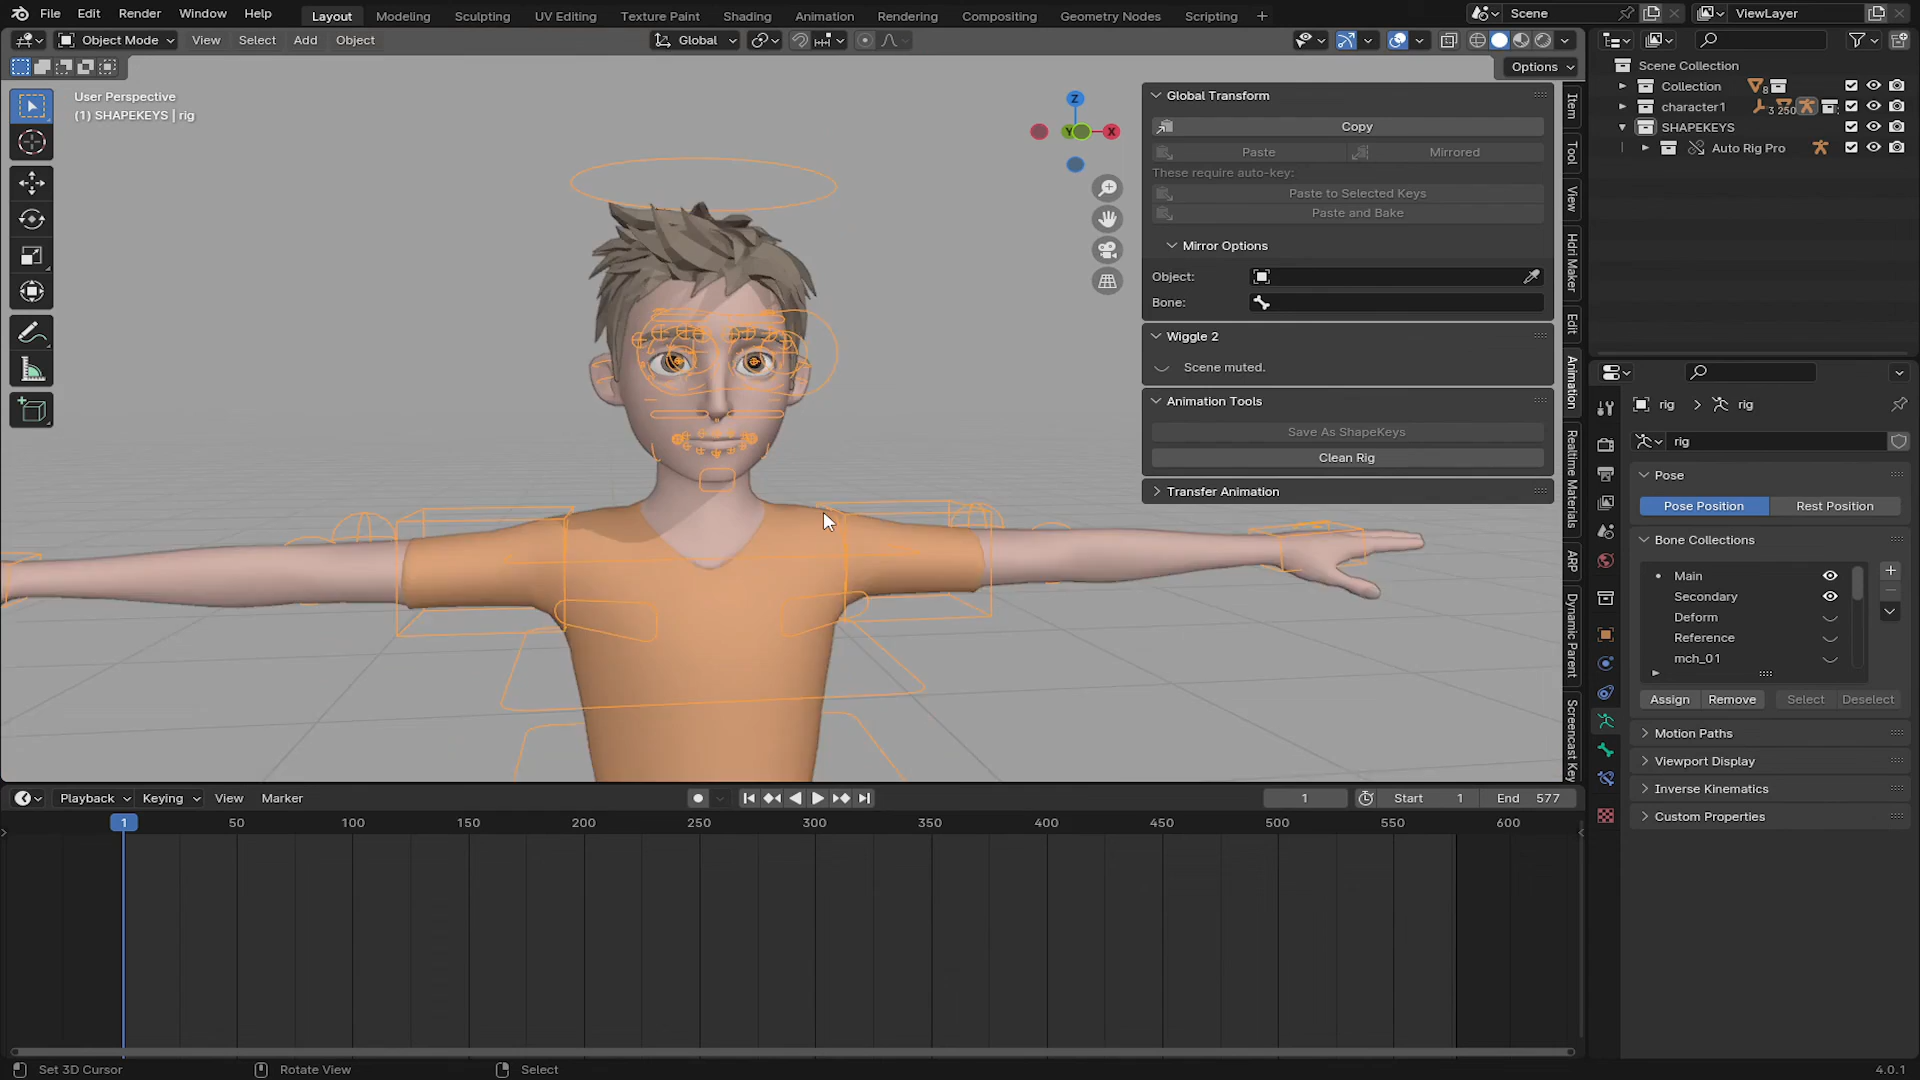 File Edit Render Window Help Layout Modeling Sculpting UV Editing Texture Paint Shading Animation Rendering Compositing Geometry Nodes Scripting + Scene ViewLayer
Object Mode View Select Add Object Global
Options
User Perspective
(1) SHAPEKEYS | rig
Z
Y
X
Global Transform
Copy
Paste Mirrored
These require auto-key:
Paste to Selected Keys
Paste and Bake
Mirror Options
Object:
Bone:
Wiggle 2
Scene muted.
Animation Tools
Save As ShapeKeys
Clean Rig
Transfer Animation
Item
Tool
View
Hdri Maker
Edit
Animation
Realtime Materials
ARP
Dynamic Parent
Screencast Key
Scene Collection
Collection 8
character1 3 250
SHAPEKEYS
Auto Rig Pro
rig > rig
rig
Pose
Pose Position Rest Position
Bone Collections
Main
Secondary
Deform
Reference
mch_01
Assign Remove Select Deselect
Motion Paths
Viewport Display
Inverse Kinematics
Custom Properties
Playback Keying View Marker 1 Start 1 End 577
1 50 100 150 200 250 300 350 400 450 500 550 600
Set 3D Cursor Rotate View Select 4.0.1